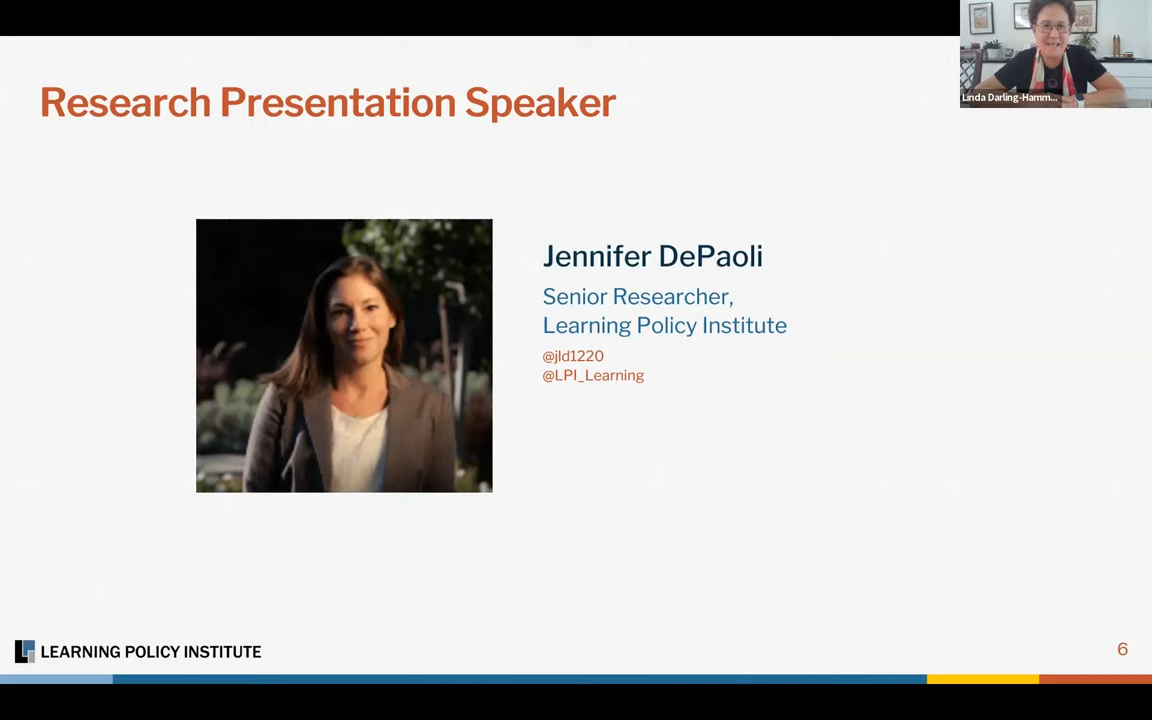 Linda Darling-Hamm...
Research Presentation Speaker
Jennifer DePaoli
Senior Researcher,
Learning Policy Institute
@jld1220
@LPI_Learning
LEARNING POLICY INSTITUTE
6